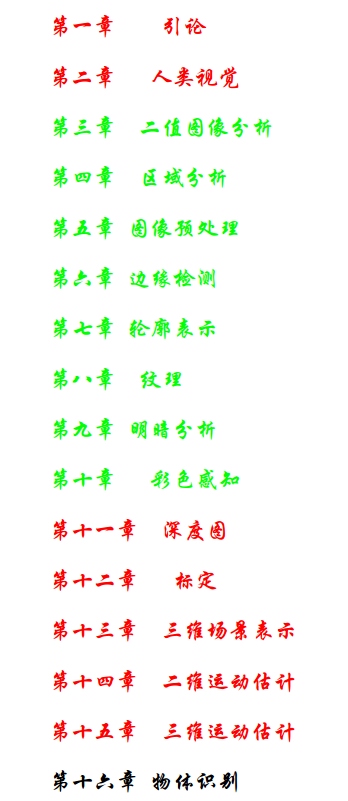 第一章 引论
第二章 人类视觉
第三章 二值图像分析
第四章 区域分析
第五章 图像预处理
第六章 边缘检测
第七章 轮廓表示
第八章 纹理
第九章 明暗分析
第十章 彩色感知
第十一章 深度图
第十二章 标定
第十三章 三维场景表示
第十四章 二维运动估计
第十五章 三维运动估计
第十六章 物体识别